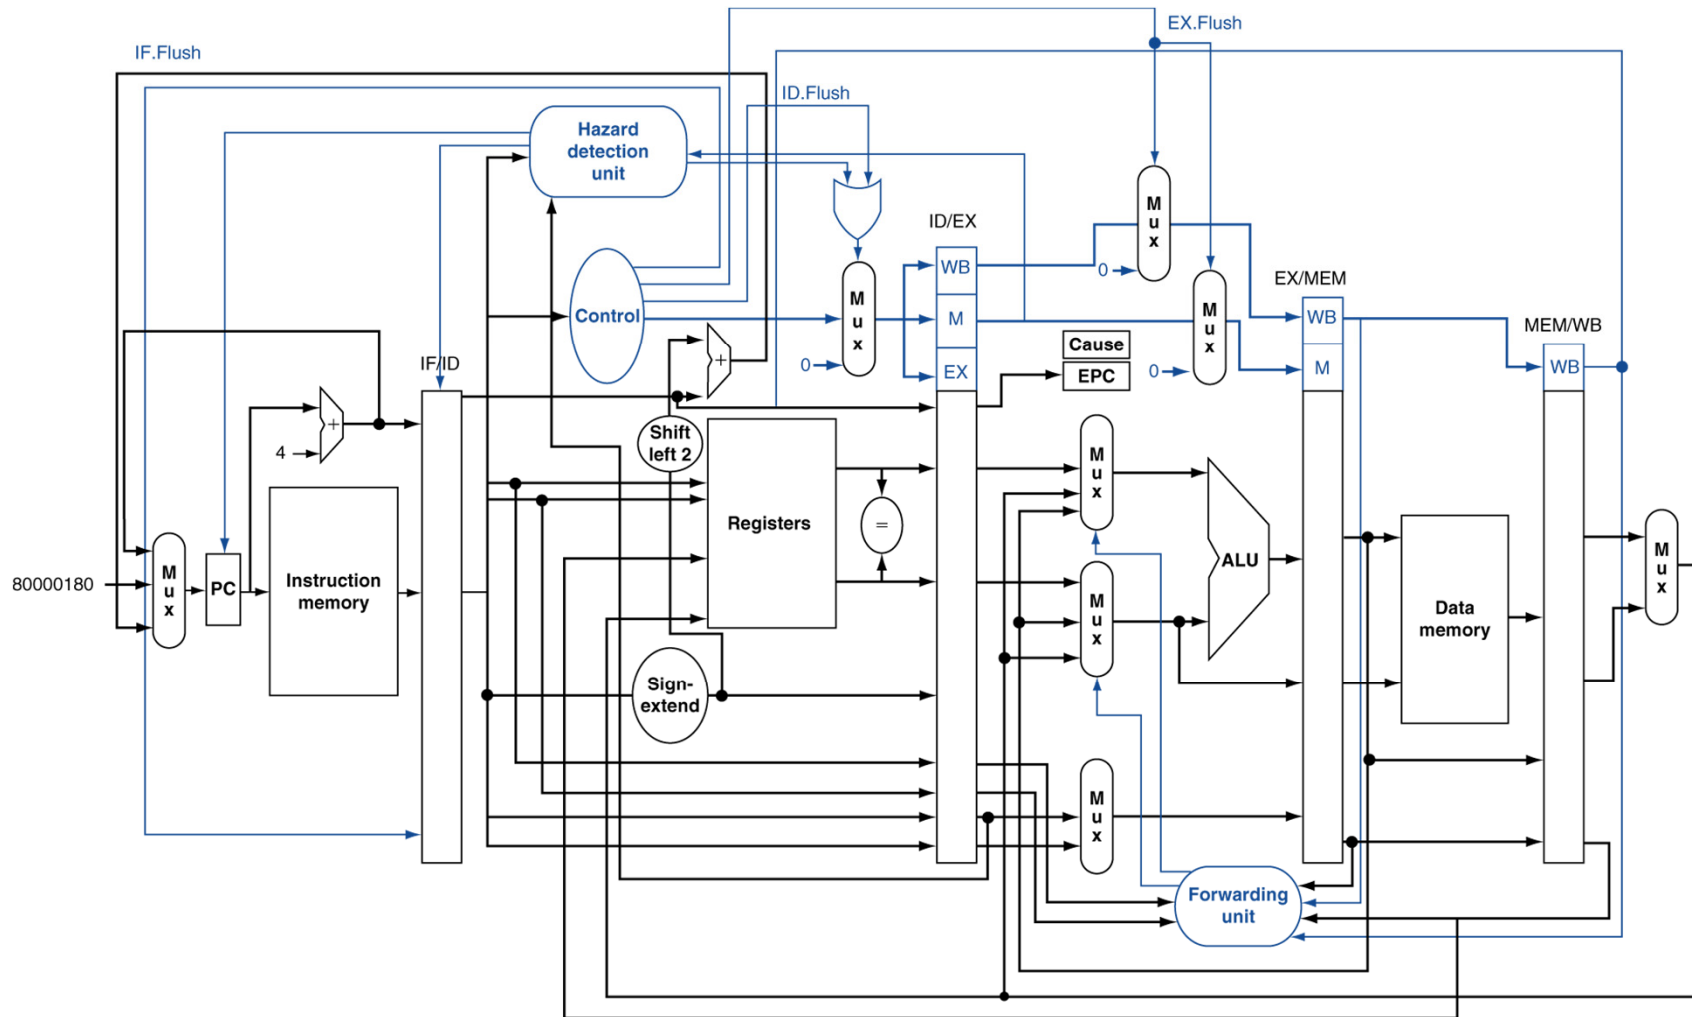 EX.Flush
IF.Flush
ID.Flush
Hazard
detection
unit
M
u
x
ID/EX
0
WB
EX/MEM
Control
M
u
x
M
M
u
x
WB
MEM/WB
Cause
IF/ID
+
0
EX
EPC
0
M
WB
+
4
Shift
left 2
M
u
x
Registers
=
M
u
x
80000180
M
u
x
PC
Instruction
memory
ALU
M
u
x
Data
memory
Sign-
extend
M
u
x
Forwarding
unit